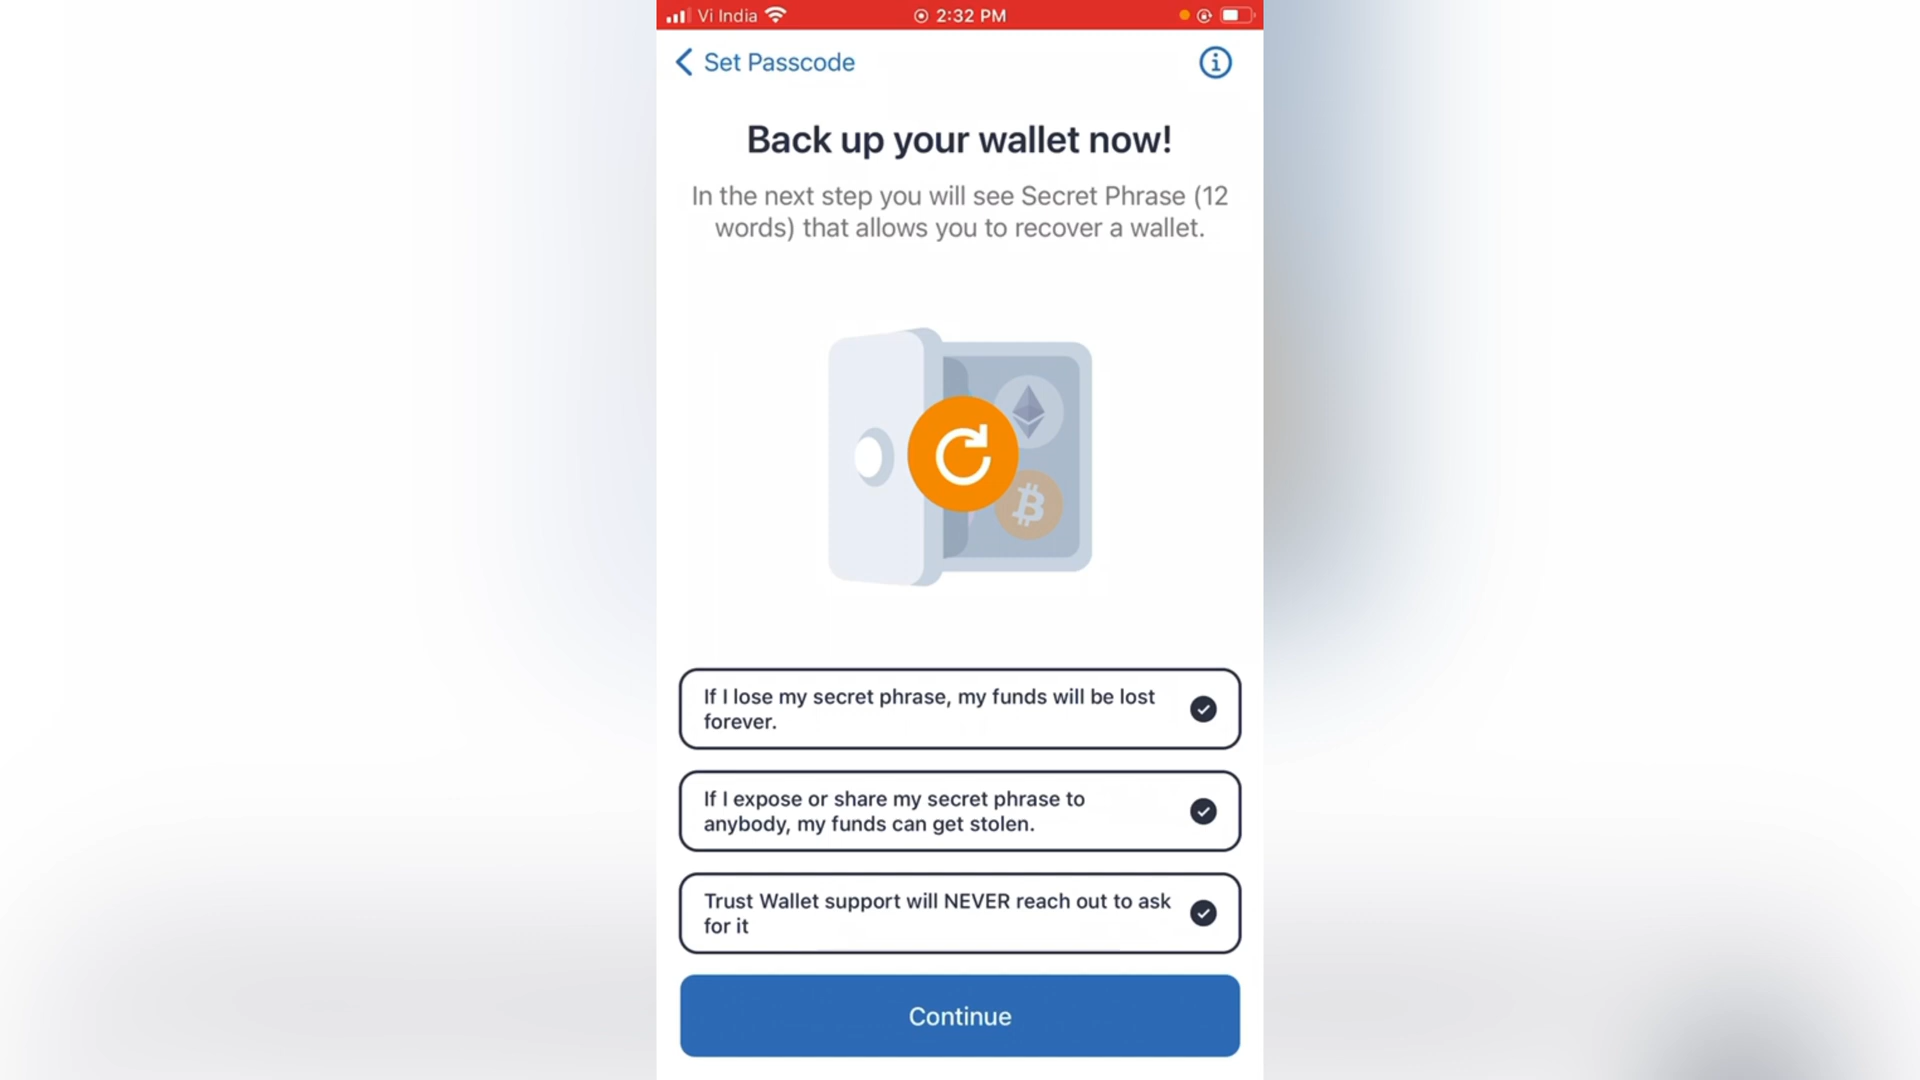 Vi India
2:32 PM
Set Passcode
Back up your wallet now!
In the next step you will see Secret Phrase (12
words) that allows you to recover a wallet.
If I lose my secret phrase, my funds will be lost
forever.
If I expose or share my secret phrase to
anybody, my funds can get stolen.
Trust Wallet support will NEVER reach out to ask
for it
Continue